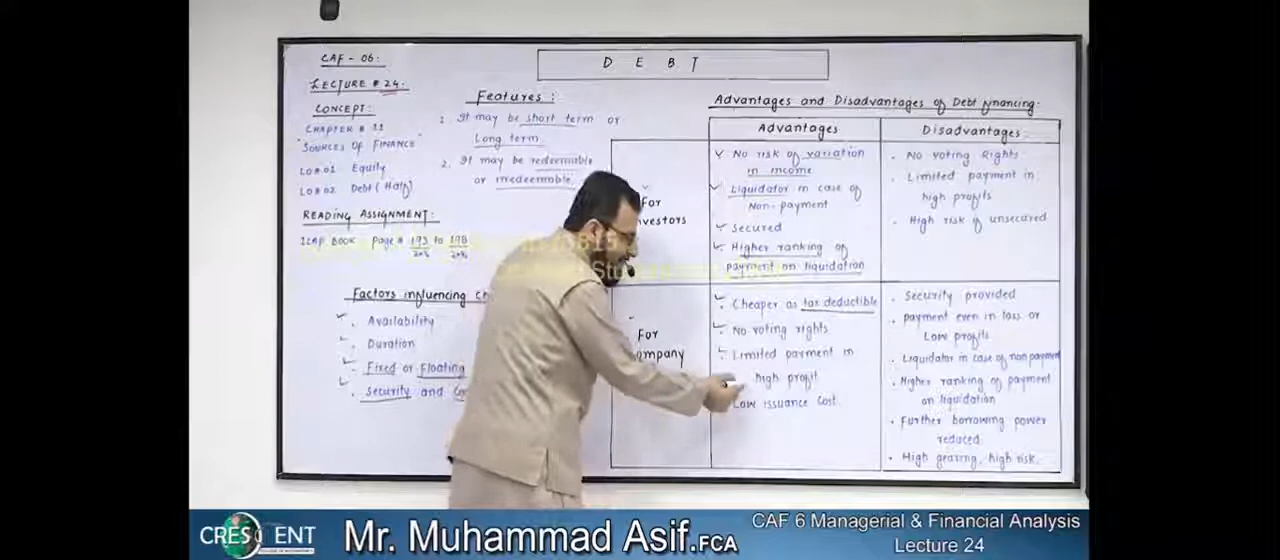 CAF - 06.
LECTURE # 24.
CONCEPT:
CHAPTER # 11
"SOURCES OF FINANCE"
LO # 01 Equity
LO # 02 Debt (Half)
READING ASSIGNMENT:
ICAP BOOK Page # 193 to 198
DEBT
Features:
1. It may be short term or
Long term.
2. It may be redeemable
or irredeemable.
Factors influencing
. Availability
. Duration
. Fixed or Floating
. Security and
Advantages and Disadvantages of Debt financing.
Advantages
Disadvantages
For
investors
No risk of variation
in income
. Liquidator in case of
Non-payment
Secured
. Higher ranking of
payment on liquidation
. No voting Rights
. Limited payment in
high profits
. High risk if unsecured
For
company
. Cheaper as tax deductible
. No voting rights
. Limited payment in
high profit
Low issuance cost.
. Security provided
. payment even in loss or
Low profits
. Liquidator in case of non payment
. Higher ranking of payment
on liquidation
. Further borrowing power
reduced
. High gearing, high risk.
CRESCENT
COLLEGE OF ACCOUNTANCY
Mr. Muhammad Asif.FCA
CAF 6 Managerial & Financial Analysis
Lecture 24